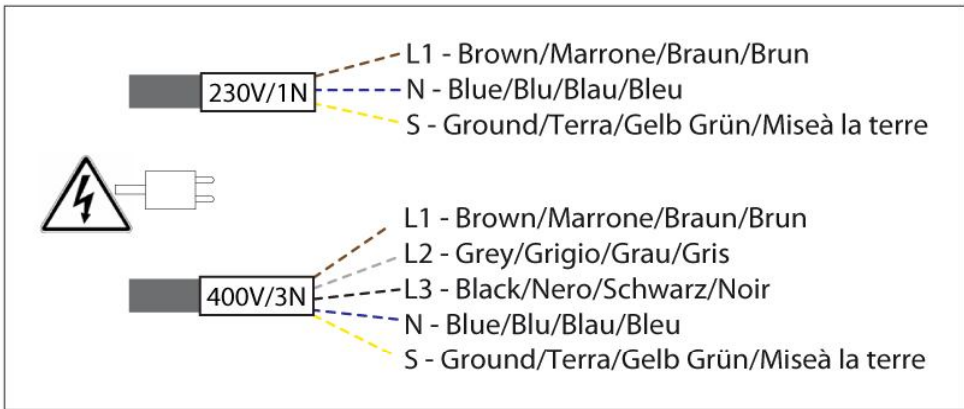 230V/1N
L1 - Brown/Marrone/Braun/Brun
N - Blue/Blu/Blau/Bleu
S - Ground/Terra/Gelb Grün/Miseà la terre
400V/3N
L1 - Brown/Marrone/Braun/Brun
L2 - Grey/Grigio/Grau/Gris
L3 - Black/Nero/Schwarz/Noir
N - Blue/Blu/Blau/Bleu
S - Ground/Terra/Gelb Grün/Miseà la terre